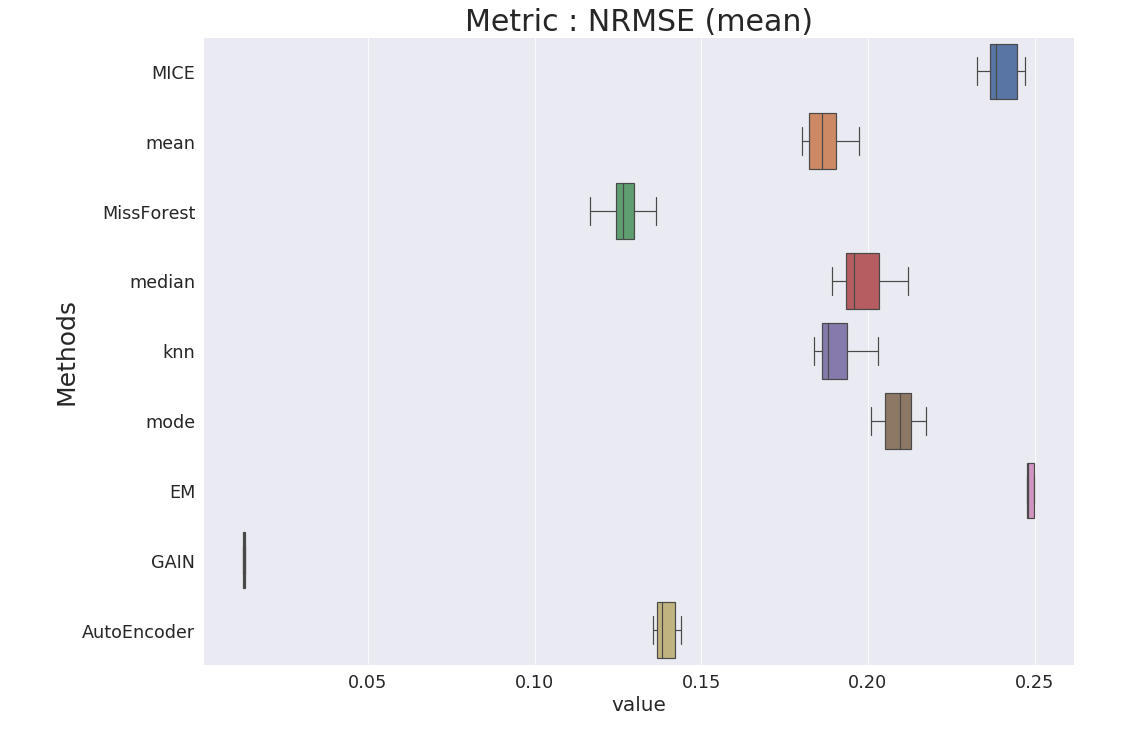 Metric : NRMSE (mean)
Methods
MICE
mean
MissForest
median
knn
mode
EM
GAIN
AutoEncoder
0.05 0.10 0.15 0.20 0.25
value